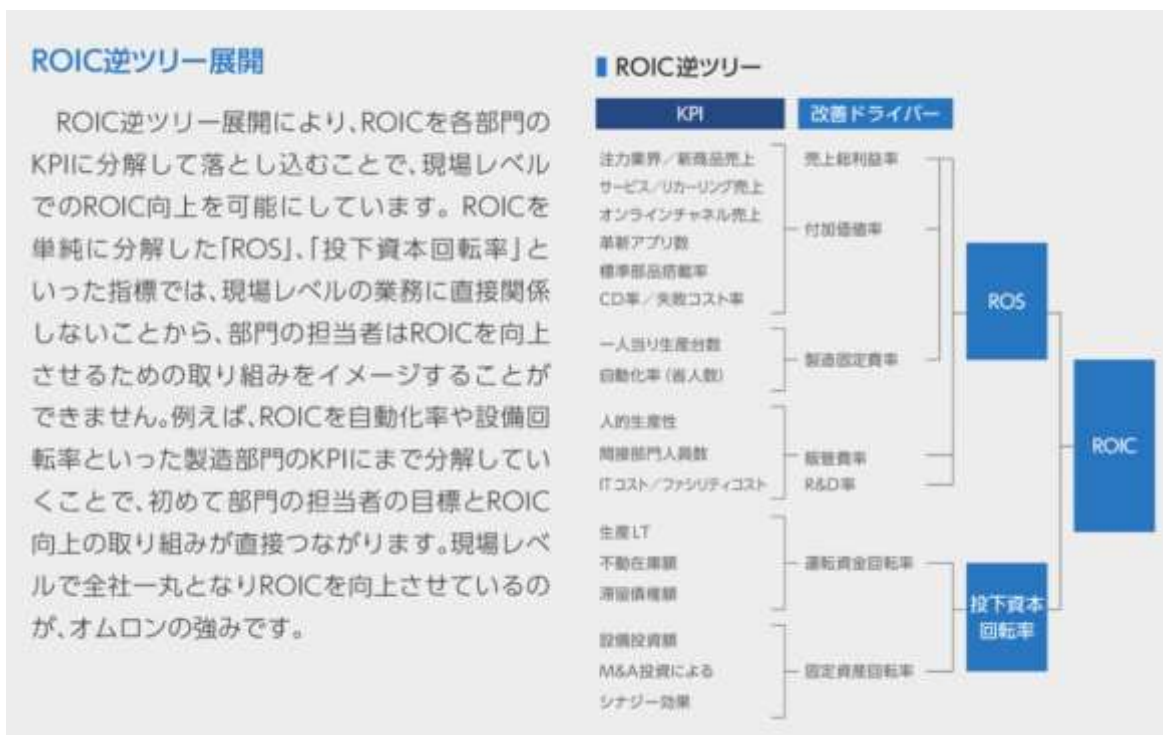 ROIC逆ツリー展開
ROIC逆ツリー展開により、ROICを各部門の
KPIに分解して落とし込むことで、現場レベル
でのROIC向上を可能にしています。ROICを
単純に分解した「ROS」、「投下資本回転率」と
いった指標では、現場レベルの業務に直接関係
しないことから、部門の担当者はROICを向上
させるための取り組みをイメージすることが
できません。例えば、ROICを自動化率や設備回
転率といった製造部門のKPIにまで分解してい
くことで、初めて部門の担当者の目標とROIC
向上の取り組みが直接つながります。現場レベ
ルで全社一丸となりROICを向上させているの
が、オムロンの強みです。
ROIC逆ツリー
KPI
改善ドライバー
注力業界／新商品売上
サービス／リカーリング売上
オンラインチャネル売上
革新アプリ数
標準部品搭載率
CD率／失敗コスト率
一人当り生産台数
自動化率（省人数）
人的生産性
間接部門人員数
ITコスト／ファシリティコスト
生産LT
不動在庫額
滞留債権額
設備投資額
M&A投資による
シナジー効果
売上総利益率
付加価値率
製造固定費率
販管費率
R&D率
運転資金回転率
固定資産回転率
ROS
投下資本
回転率
ROIC